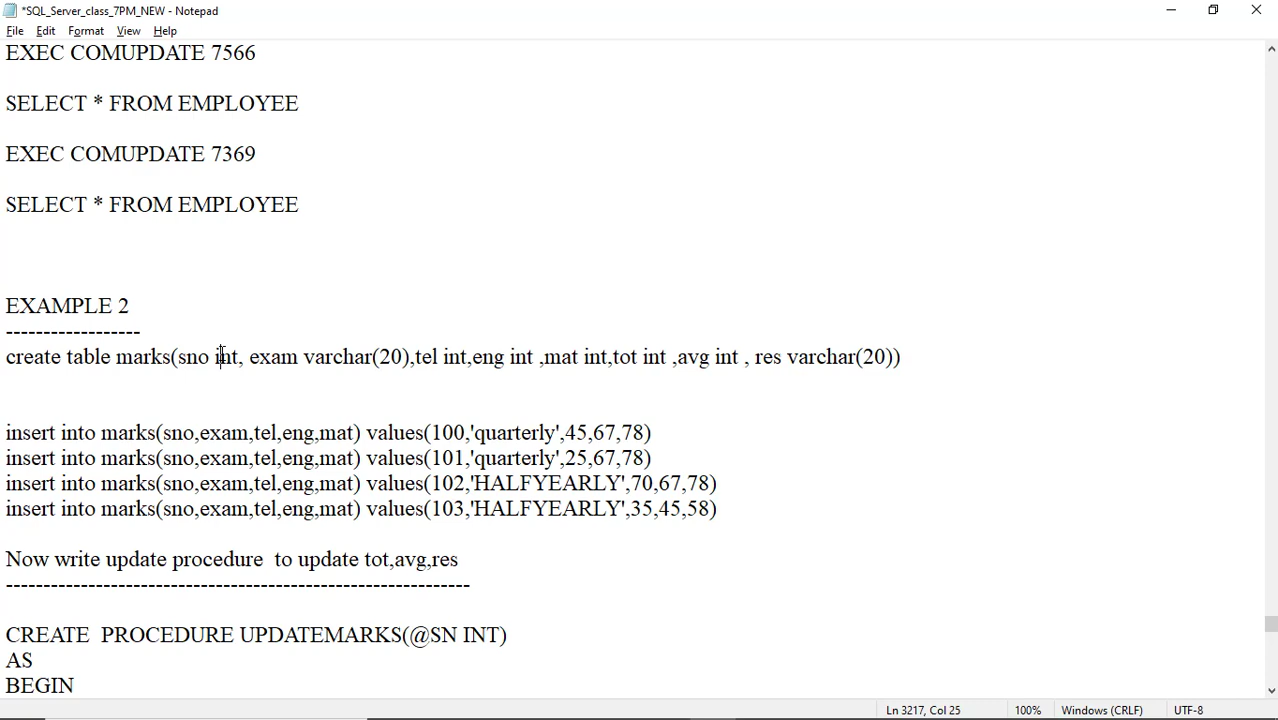 *SQL_Server_class_7PM_NEW - Notepad
File Edit Format View Help
EXEC COMUPDATE 7566
SELECT * FROM EMPLOYEE
EXEC COMUPDATE 7369
SELECT * FROM EMPLOYEE
EXAMPLE 2
------------------
create table marks(sno int, exam varchar(20),tel int,eng int ,mat int,tot int ,avg int , res varchar(20))
insert into marks(sno,exam,tel,eng,mat) values(100,'quarterly',45,67,78)
insert into marks(sno,exam,tel,eng,mat) values(101,'quarterly',25,67,78)
insert into marks(sno,exam,tel,eng,mat) values(102,'HALFYEARLY',70,67,78)
insert into marks(sno,exam,tel,eng,mat) values(103,'HALFYEARLY',35,45,58)
Now write update procedure  to update tot,avg,res
--------------------------------------------------------------
CREATE  PROCEDURE UPDATEMARKS(@SN INT)
AS
BEGIN
Ln 3217, Col 25 100% Windows (CRLF) UTF-8